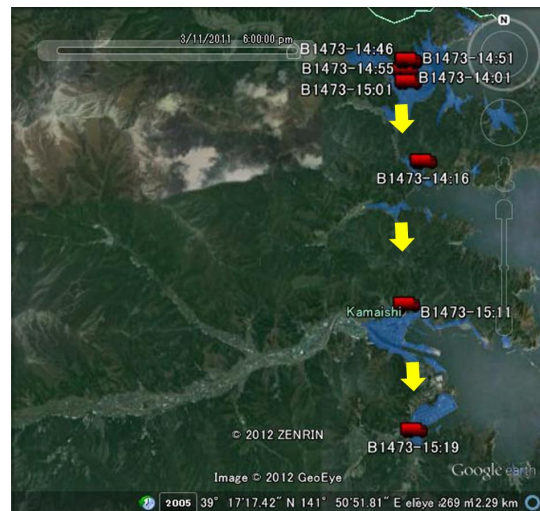 3/11/2011 6:00:00 pm
N
B1473-14:46
B1473-14:51
B1473-14:55
B1473-14:01
B1473-15:01
B1473-14:16
Kamaishi
B1473-15:11
© 2012 ZENRIN
B1473-15:19
Google earth
Image © 2012 GeoEye
2005 39° 17'17.42" N 141° 50'51.81" E